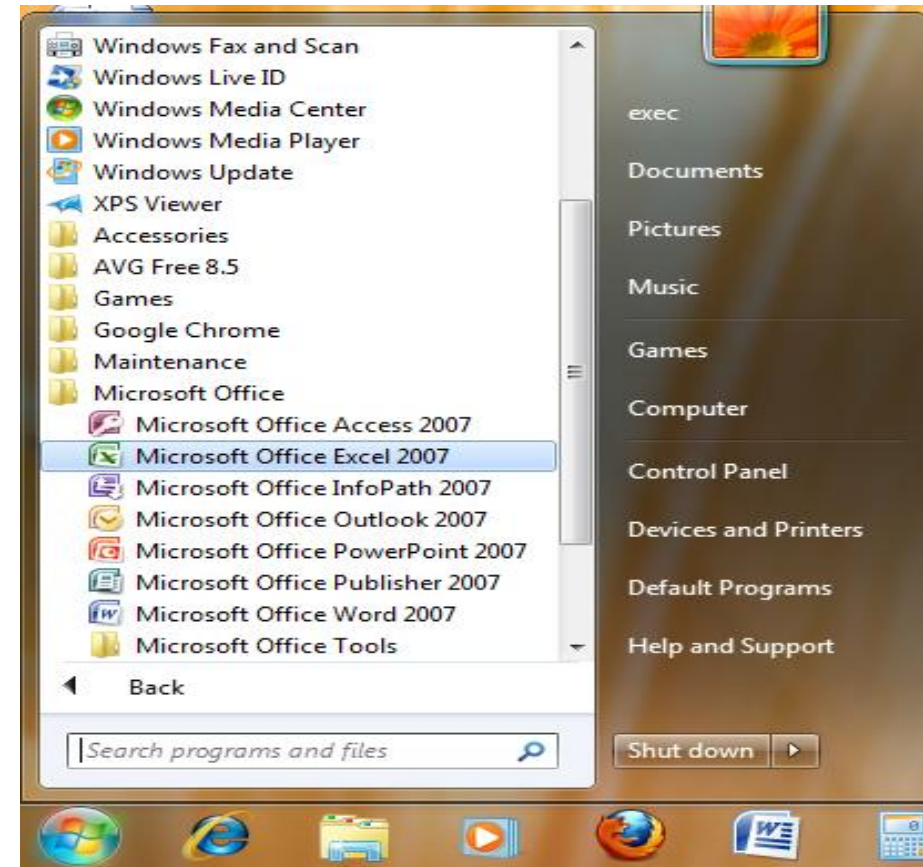 Windows Fax and Scan
Windows Live ID
Windows Media Center
Windows Media Player
Windows Update
XPS Viewer
Accessories
AVG Free 8.5
Games
Google Chrome
Maintenance
Microsoft Office
Microsoft Office Access 2007
Microsoft Office Excel 2007
Microsoft Office InfoPath 2007
Microsoft Office Outlook 2007
Microsoft Office PowerPoint 2007
Microsoft Office Publisher 2007
Microsoft Office Word 2007
Microsoft Office Tools
Back
Search programs and files
exec
Documents
Pictures
Music
Games
Computer
Control Panel
Devices and Printers
Default Programs
Help and Support
Shut down